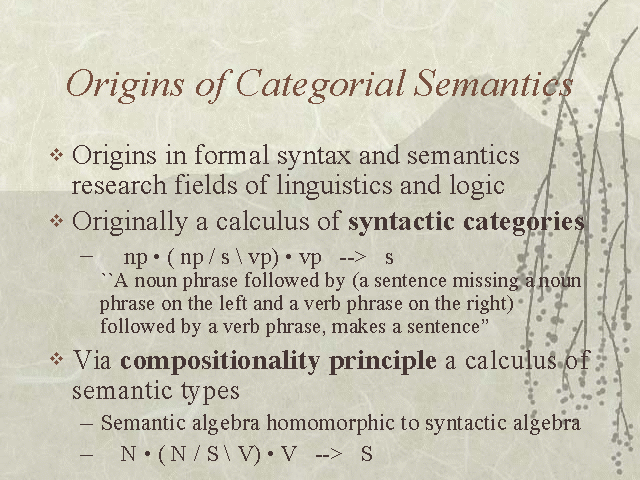 Origins of Categorial Semantics
❖ Origins in formal syntax and semantics
research fields of linguistics and logic
❖ Originally a calculus of syntactic categories
– np • ( np / s \ vp) • vp --> s
``A noun phrase followed by (a sentence missing a noun
phrase on the left and a verb phrase on the right)
followed by a verb phrase, makes a sentence”
❖ Via compositionality principle a calculus of
semantic types
– Semantic algebra homomorphic to syntactic algebra
– N • ( N / S \ V) • V --> S